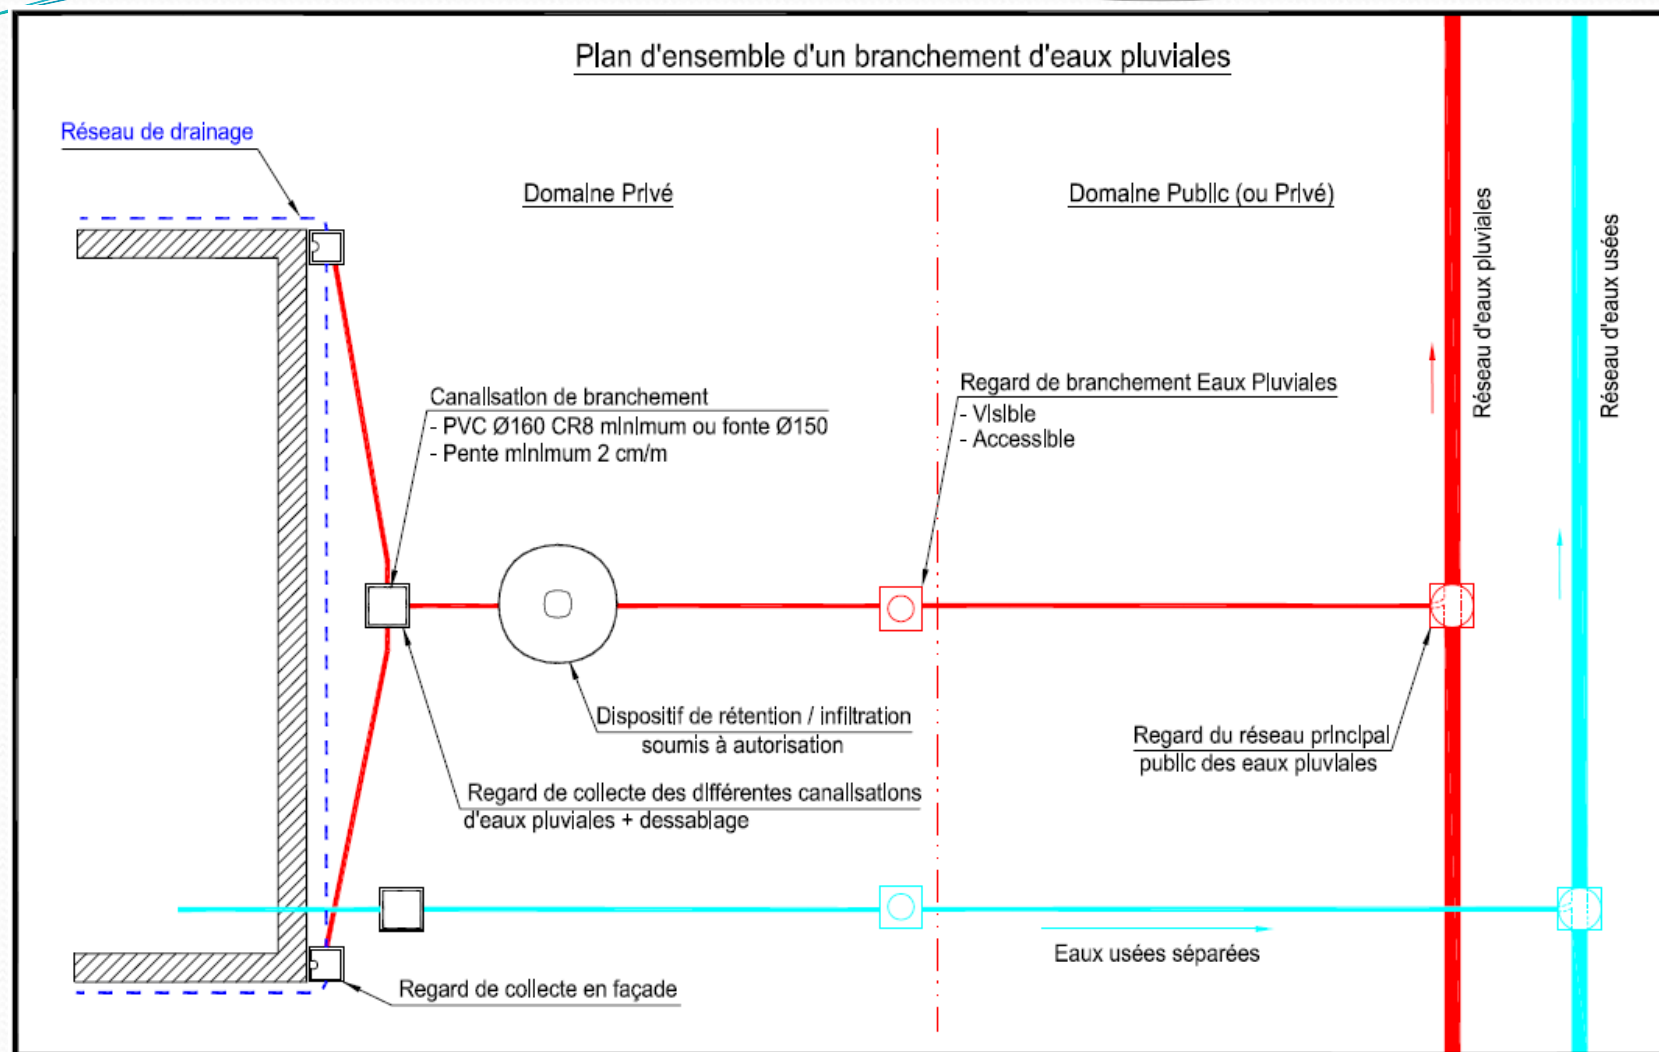 Plan d'ensemble d'un branchement d'eaux pluviales
Réseau de drainage
Domaine Privé
Domaine Public (ou Privé)
Réseau d'eaux pluviales
Réseau d'eaux usées
Canalisation de branchement
- PVC Ø160 CR8 minimum ou fonte Ø150
- Pente minimum 2 cm/m
Regard de branchement Eaux Pluviales
- Visible
- Accessible
Dispositif de rétention / infiltration
soumis à autorisation
Regard du réseau principal
public des eaux pluviales
Regard de collecte des différentes canalisations
d'eaux pluviales + dessablage
Eaux usées séparées
Regard de collecte en façade